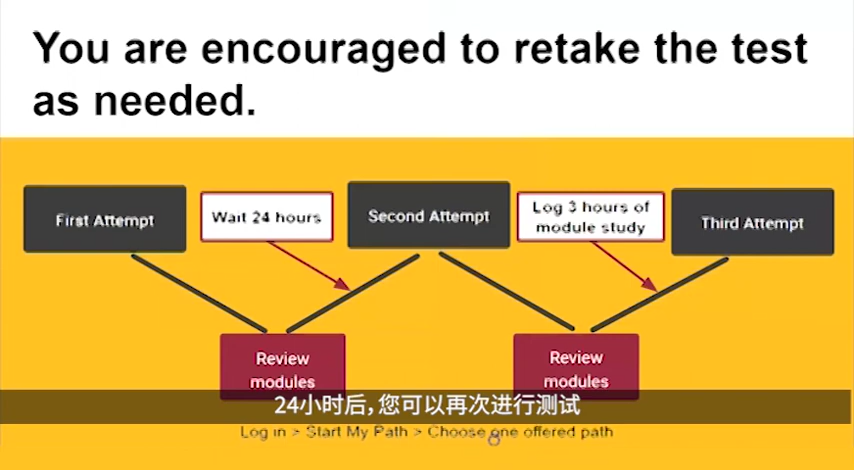 You are encouraged to retake the test
as needed.
First Attempt
Wait 24 hours
Second Attempt
Log 3 hours of
module study
Third Attempt
Review
modules
Review
modules
24小时后，您可以再次进行测试
Log in > Start My Path > Choose one offered path
8